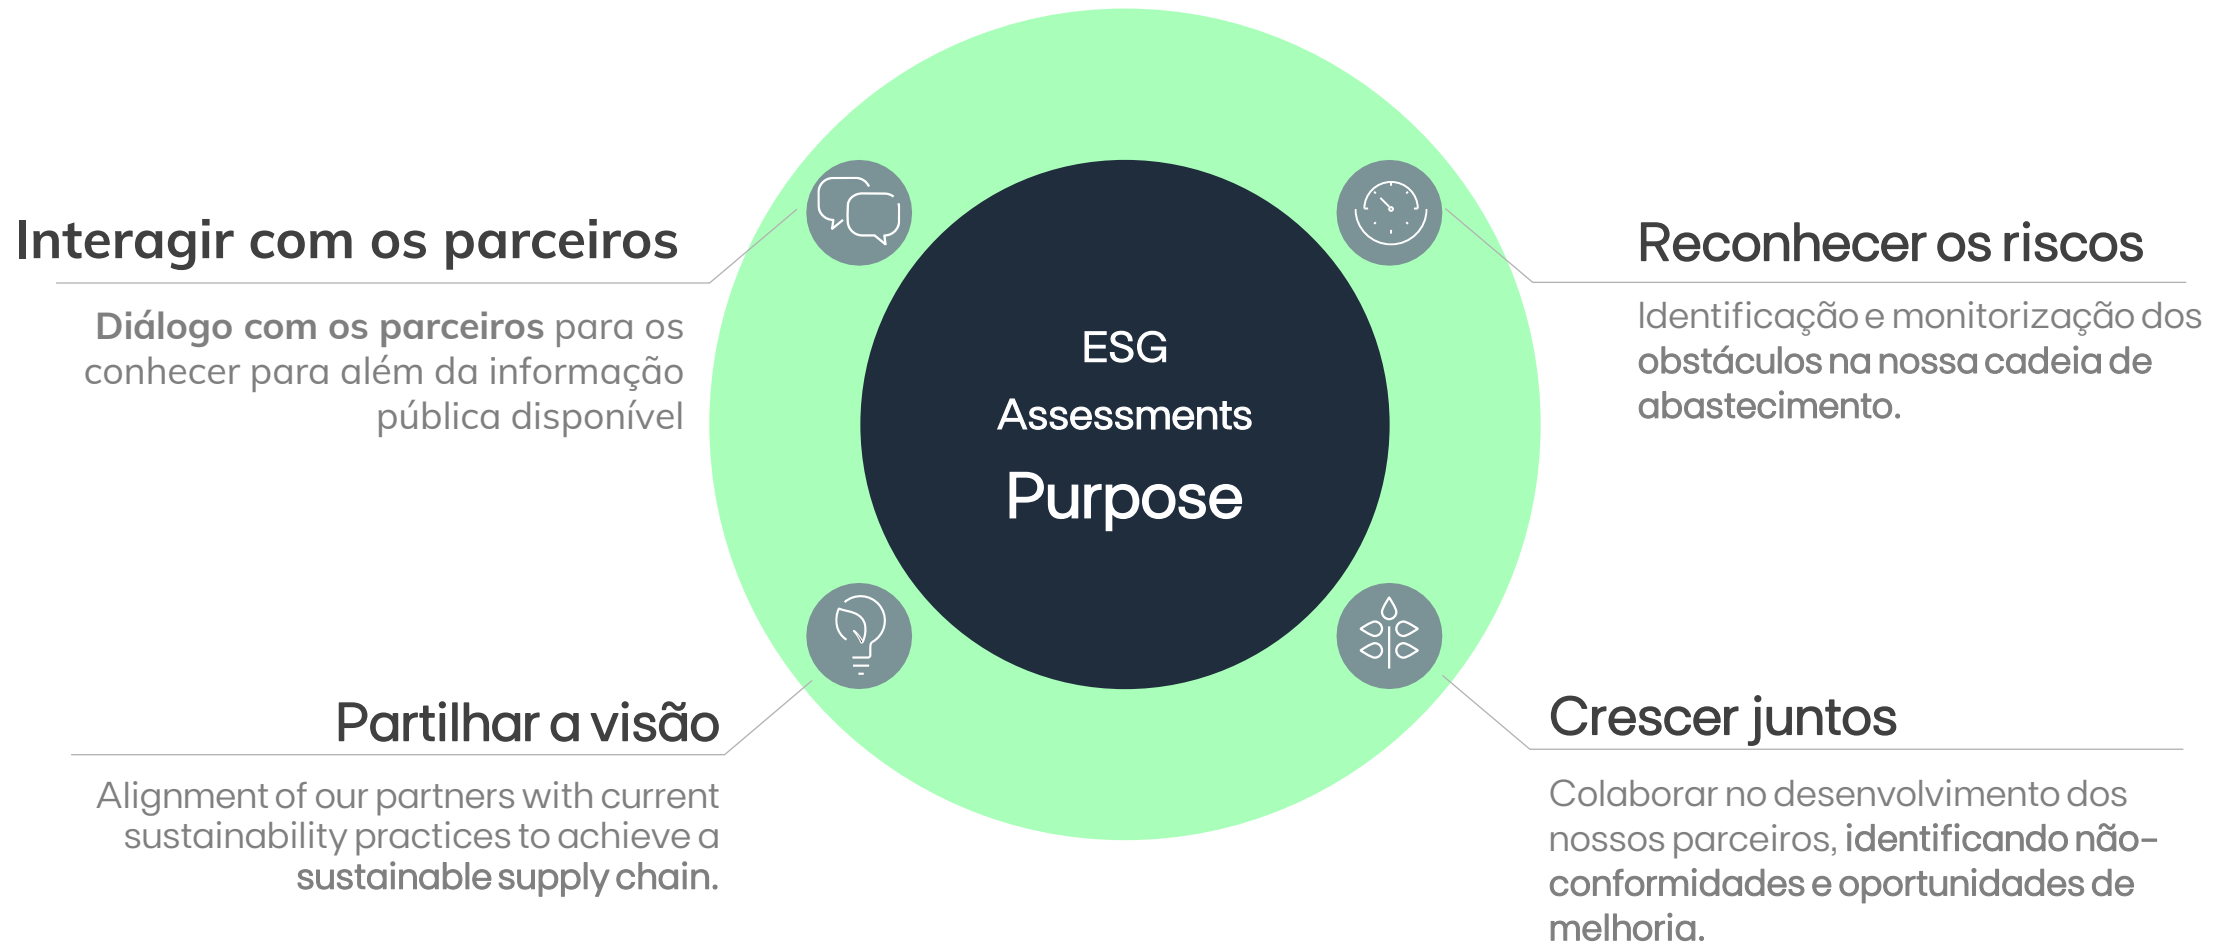 Interagir com os parceiros
Diálogo com os parceiros para os
conhecer para além da informação
pública disponível
Reconhecer os riscos
Identificação e monitorização dos
obstáculos na nossa cadeia de
abastecimento.
ESG
Assessments
Purpose
Partilhar a visão
Alignment of our partners with current
sustainability practices to achieve a
sustainable supply chain.
Crescer juntos
Colaborar no desenvolvimento dos
nossos parceiros, identificando não-
conformidades e oportunidades de
melhoria.